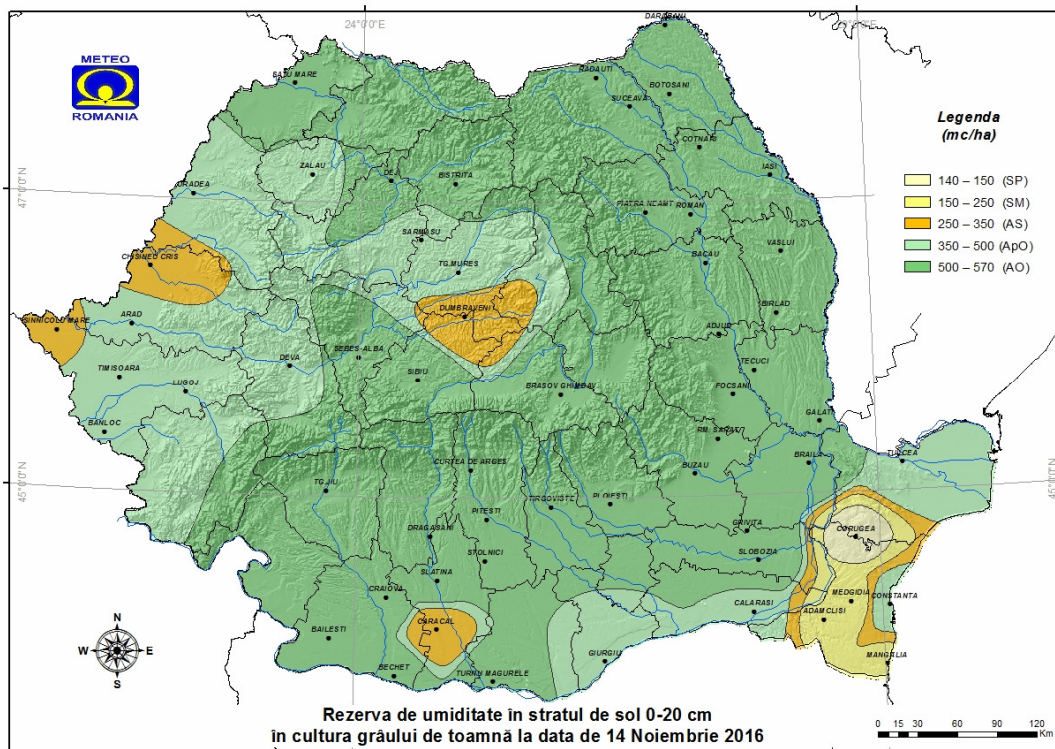 24°0'0"E
DARABANI
METEO
ROMANIA
SATU MARE
RADAUTI
BOTOSANI
SUCEAVA
Legenda
(mc/ha)
COTNARI
IASI
ZALAU
DEJ
BISTRITA
140 – 150 (SP)
47°0'0"N
ORADEA
150 – 250 (SM)
PIATRA NEAMT
ROMAN
250 – 350 (AS)
SARMASU
350 – 500 (ApO)
VASLUI
CHISINEU CRIS
BACAU
500 – 570 (AO)
TG.MURES
DUMBRAVENI
BIRLAD
SINNICOLAU MARE
ARAD
ADJUD
SEBES-ALBA
DEVA
TECUCI
TIMISOARA
SIBIU
LUGOJ
BRASOV GHIMBAV
FOCSANI
BANLOC
GALATI
RM. SARAT
CURTEA DE ARGES
BRAILA
TULCEA
BUZAU
45°0'0"N
45°0'0"N
TG.JIU
TIRGOVISTE
PLOIESTI
PITESTI
DRAGASANI
GRIVITA
CORUGEA
STOLNICI
SLOBOZIA
SLATINA
CRAIOVA
MEDGIDIA
CONSTANTA
CALARASI
ADAMCLISI
CARACAL
BAILESTI
N
W
E
S
GIURGIU
MANGALIA
BECHET
TURNU MAGURELE
Rezerva de umiditate în stratul de sol 0-20 cm
în cultura grâului de toamnă la data de 14 Noiembrie 2016
0 15 30 60 90 120
Km